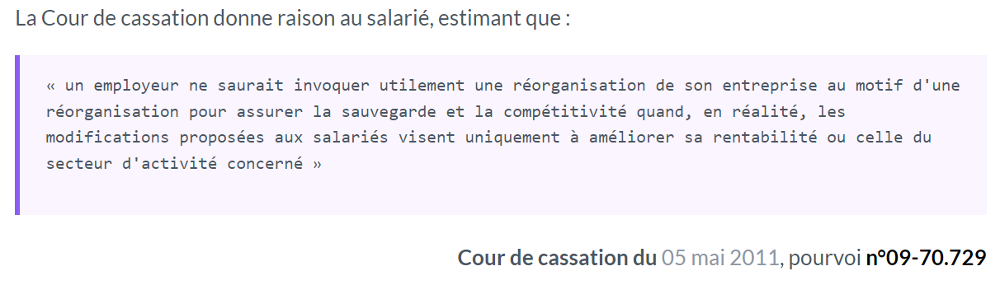 La Cour de cassation donne raison au salarié, estimant que :
« un employeur ne saurait invoquer utilement une réorganisation de son entreprise au motif d'une
réorganisation pour assurer la sauvegarde et la compétitivité quand, en réalité, les
modifications proposées aux salariés visent uniquement à améliorer sa rentabilité ou celle du
secteur d'activité concerné »
Cour de cassation du 05 mai 2011, pourvoi n°09-70.729